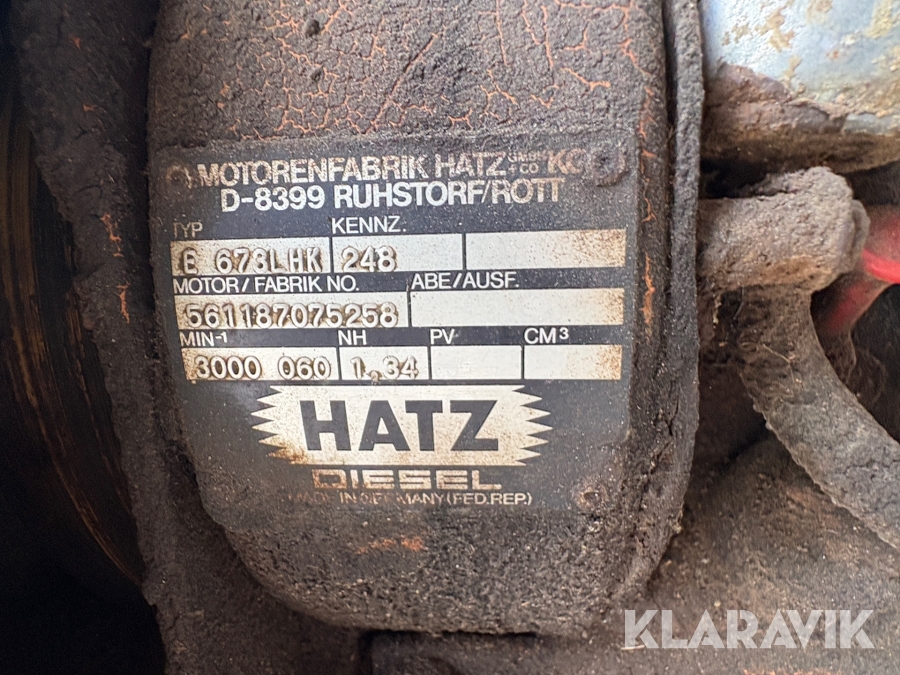 MOTORENFABRIK HATZ GMBH + CO KG
D-8399 RUHSTORF/ROTT
TYP KENNZ.
E 673LHK 248
MOTOR/FABRIK NO. ABE/AUSF.
561187075258
MIN-1 NH PV CM³
3000 060 1,34
HATZ
DIESEL
MADE IN GERMANY (FED.REP.)
KLARAVIK